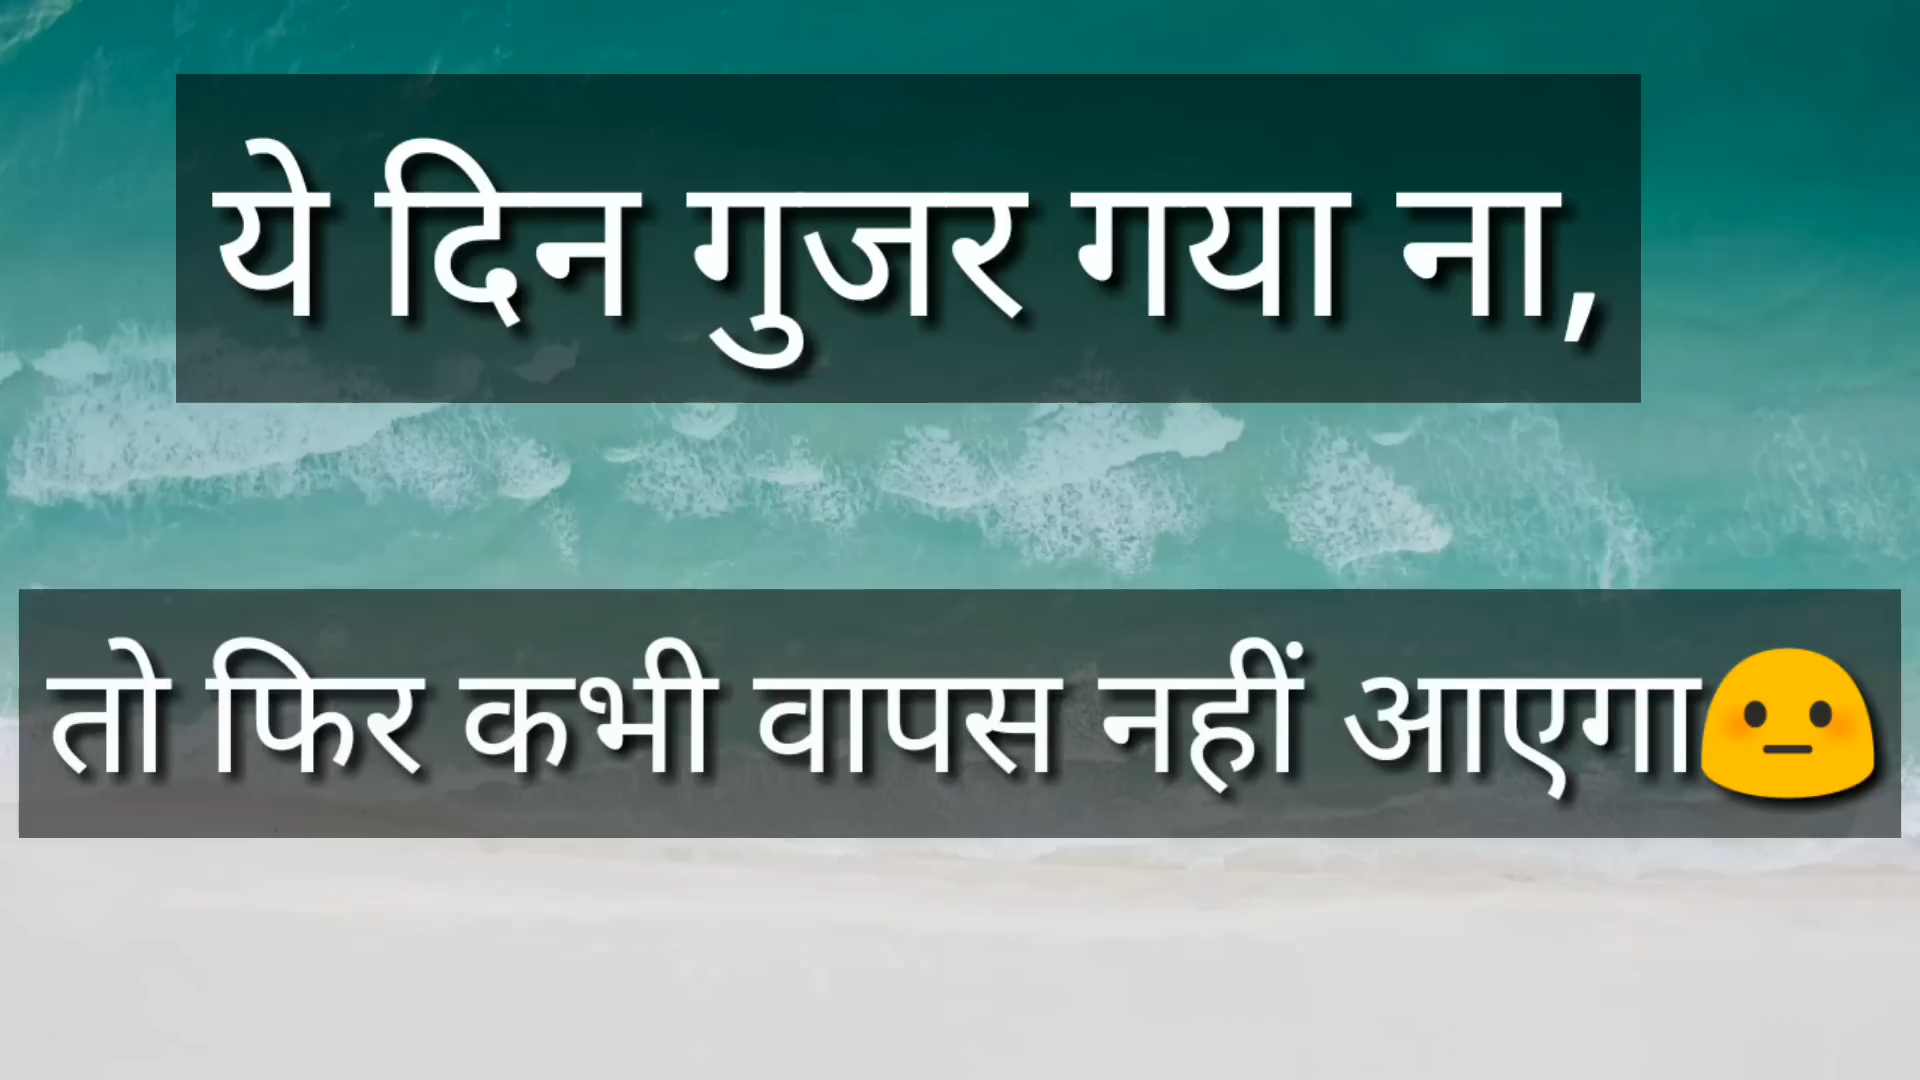 ये दिन गुजर गया ना,
तो फिर कभी वापस नहीं आएगा😐